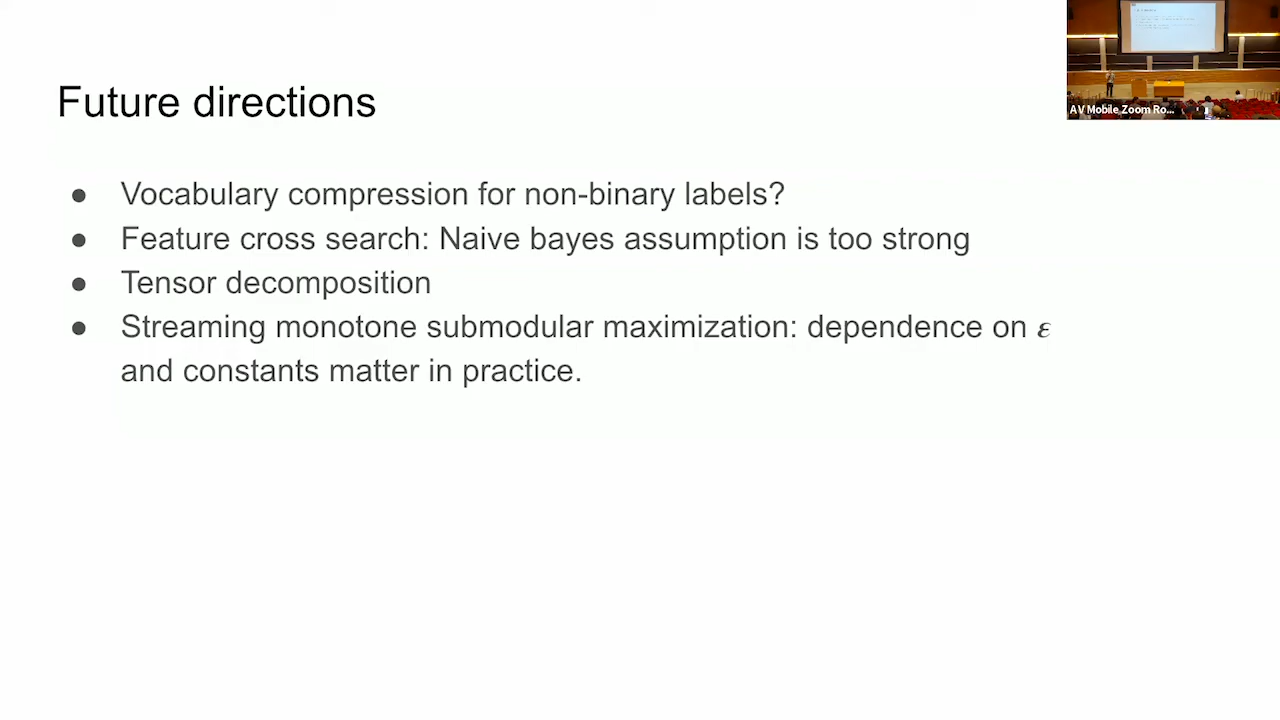 AV Mobile Zoom Ro...
Future directions
● Vocabulary compression for non-binary labels?
● Feature cross search: Naive bayes assumption is too strong
● Tensor decomposition
● Streaming monotone submodular maximization: dependence on ε
and constants matter in practice.